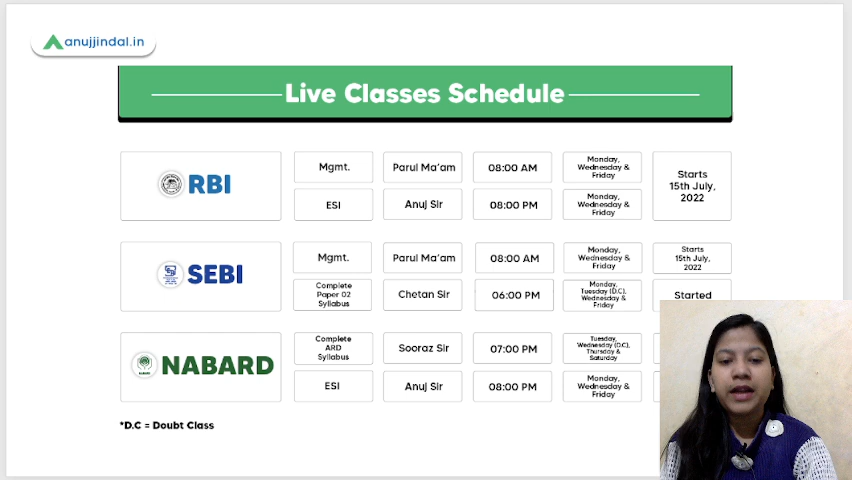 anujjindal.in
Live Classes Schedule
RBI
Mgmt.
Parul Ma'am
08:00 AM
Monday,
Wednesday &
Friday
Starts
15th July,
2022
ESI
Anuj Sir
08:00 PM
Monday,
Wednesday &
Friday
SEBI
Mgmt.
Parul Ma'am
08:00 AM
Monday,
Wednesday &
Friday
Starts
15th July,
2022
Complete
Paper 02
Syllabus
Chetan Sir
06:00 PM
Monday,
Tuesday (D.C),
Wednesday &
Friday
Started
NABARD
Complete
ARD
Syllabus
Sooraz Sir
07:00 PM
Tuesday,
Wednesday (D.C),
Thursday &
Saturday
ESI
Anuj Sir
08:00 PM
Monday,
Wednesday &
Friday
*D.C = Doubt Class